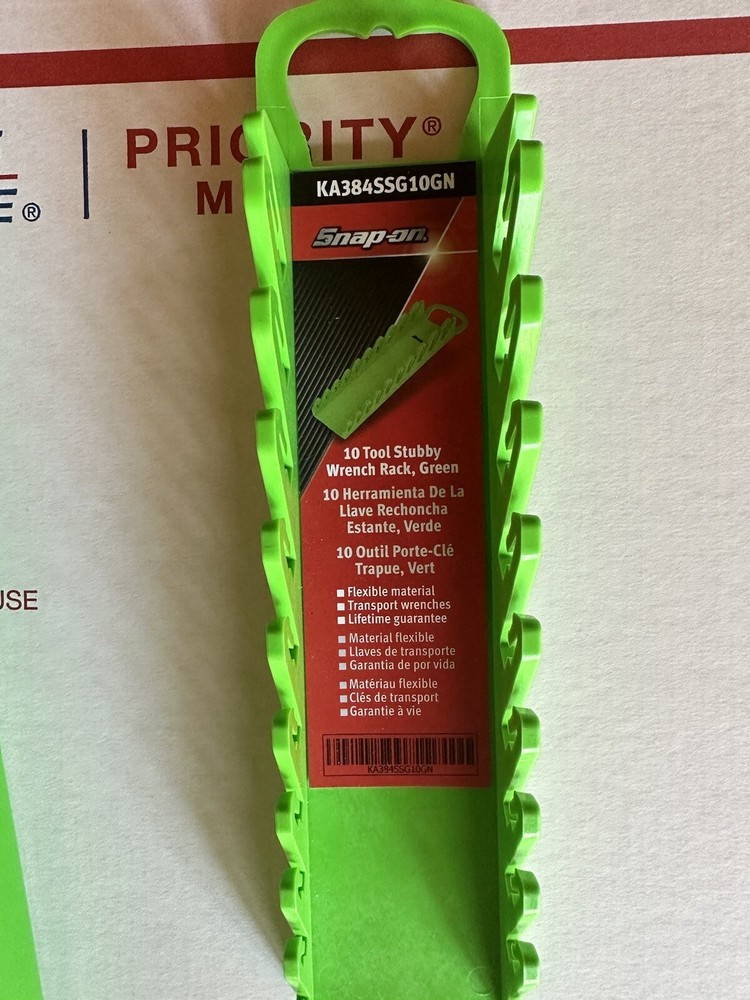 PRIORITY®
M
E®
USE
KA384SSG10GN
Snap-on
10 Tool Stubby
Wrench Rack, Green
10 Herramienta De La
Llave Rechoncha
Estante, Verde
10 Outil Porte-Clé
Trapue, Vert
Flexible material
Transport wrenches
Lifetime guarantee
Material flexible
Llaves de transporte
Garantia de por vida
Matériau flexible
Clés de transport
Garantie à vie
KA384SSG10GN